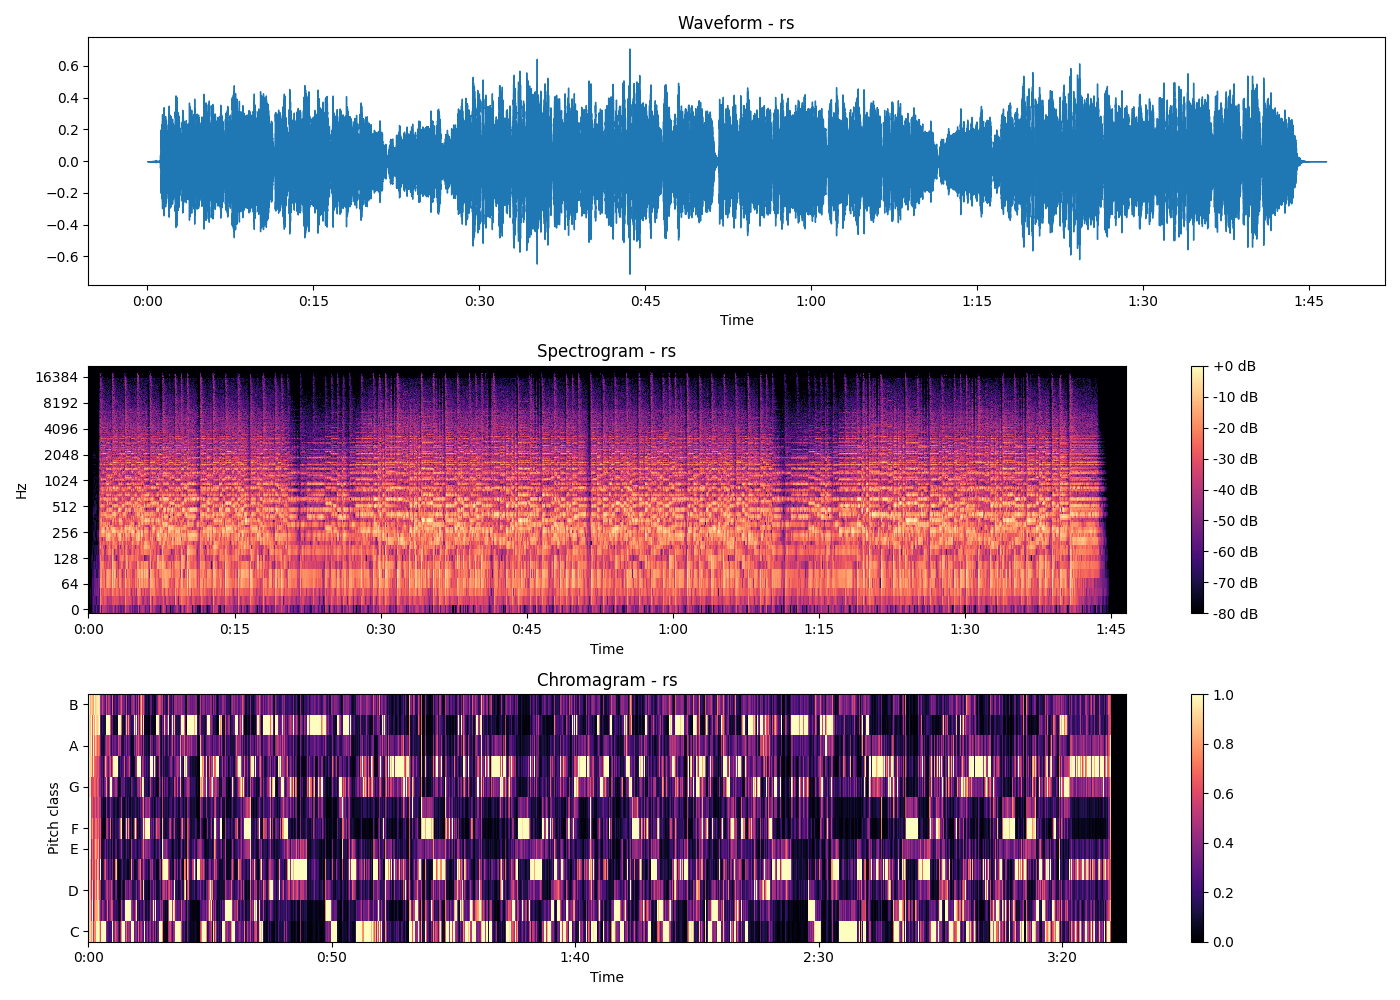 Waveform - rs
0.6
0.4
0.2
0.0
−0.2
−0.4
−0.6
0:00 0:15 0:30 0:45 1:00 1:15 1:30 1:45
Time
Spectrogram - rs
Hz
16384
8192
4096
2048
1024
512
256
128
64
0
0:00 0:15 0:30 0:45 1:00 1:15 1:30 1:45
Time
+0 dB
-10 dB
-20 dB
-30 dB
-40 dB
-50 dB
-60 dB
-70 dB
-80 dB
Chromagram - rs
Pitch class
B
A
G
F
E
D
C
0:00 0:50 1:40 2:30 3:20
Time
1.0
0.8
0.6
0.4
0.2
0.0